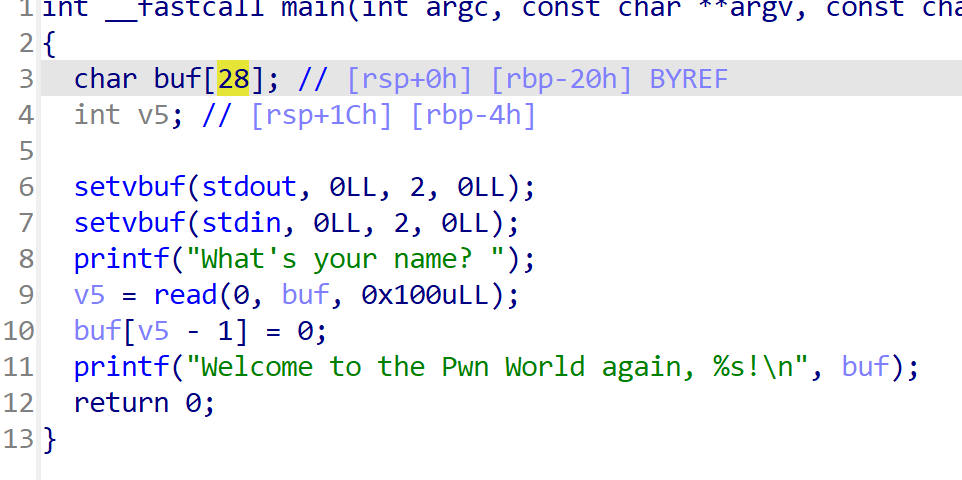 1 int __fastcall main(int argc, const char **argv, const cha
2 {
3 char buf[28]; // [rsp+0h] [rbp-20h] BYREF
4 int v5; // [rsp+1Ch] [rbp-4h]
5
6 setvbuf(stdout, 0LL, 2, 0LL);
7 setvbuf(stdin, 0LL, 2, 0LL);
8 printf("What's your name? ");
9 v5 = read(0, buf, 0x100uLL);
10 buf[v5 - 1] = 0;
11 printf("Welcome to the Pwn World again, %s!\n", buf);
12 return 0;
13 }